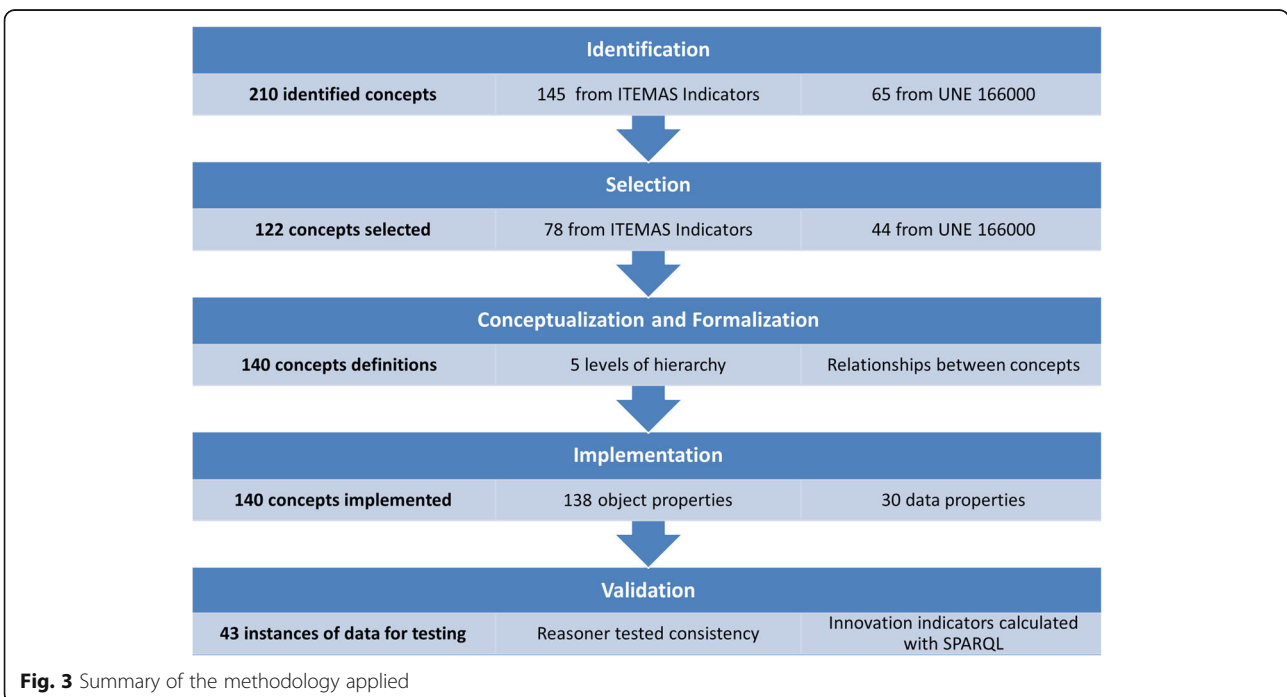 Identification
210 identified concepts 145 from ITEMAS Indicators 65 from UNE 166000
Selection
122 concepts selected 78 from ITEMAS Indicators 44 from UNE 166000
Conceptualization and Formalization
140 concepts definitions 5 levels of hierarchy Relationships between concepts
Implementation
140 concepts implemented 138 object properties 30 data properties
Validation
43 instances of data for testing Reasoner tested consistency Innovation indicators calculated
with SPARQL
Fig. 3 Summary of the methodology applied